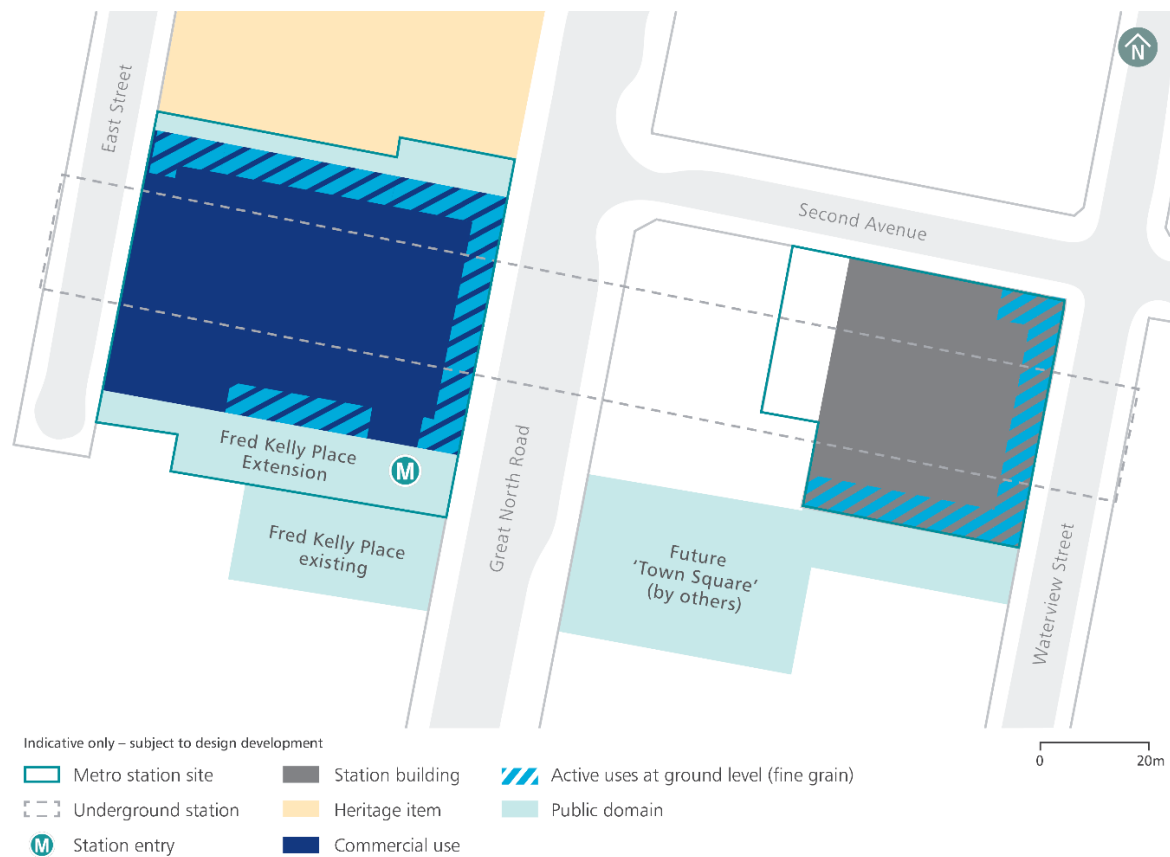 N
East Street
Second Avenue
Fred Kelly Place
Extension
M
Great North Road
Fred Kelly Place
existing
Future
‘Town Square’
(by others)
Waterview Street
Indicative only – subject to design development
0 20m
Metro station site
Station building
Active uses at ground level (fine grain)
Underground station
Heritage item
Public domain
M Station entry
Commercial use